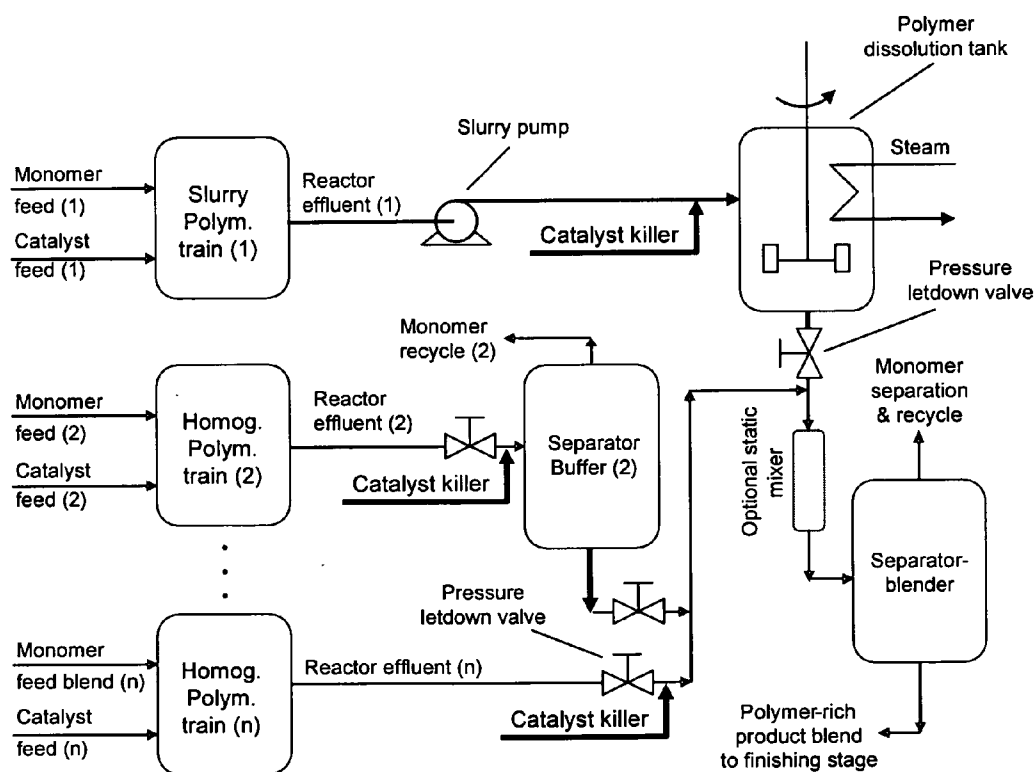 Polymer
dissolution tank
Slurry pump
Steam
Monomer
feed (1)
Catalyst
feed (1)
Slurry
Polym.
train (1)
Reactor
effluent (1)
Catalyst killer
Pressure
letdown valve
Monomer
recycle (2)
Monomer
separation
& recycle
Monomer
feed (2)
Catalyst
feed (2)
Homog.
Polym.
train (2)
Reactor
effluent (2)
Catalyst killer
Separator
Buffer (2)
Optional static
mixer
Separator-
blender
Pressure
letdown valve
Monomer
feed blend (n)
Catalyst
feed (n)
Homog.
Polym.
train (n)
Reactor effluent (n)
Catalyst killer
Polymer-rich
product blend
to finishing stage